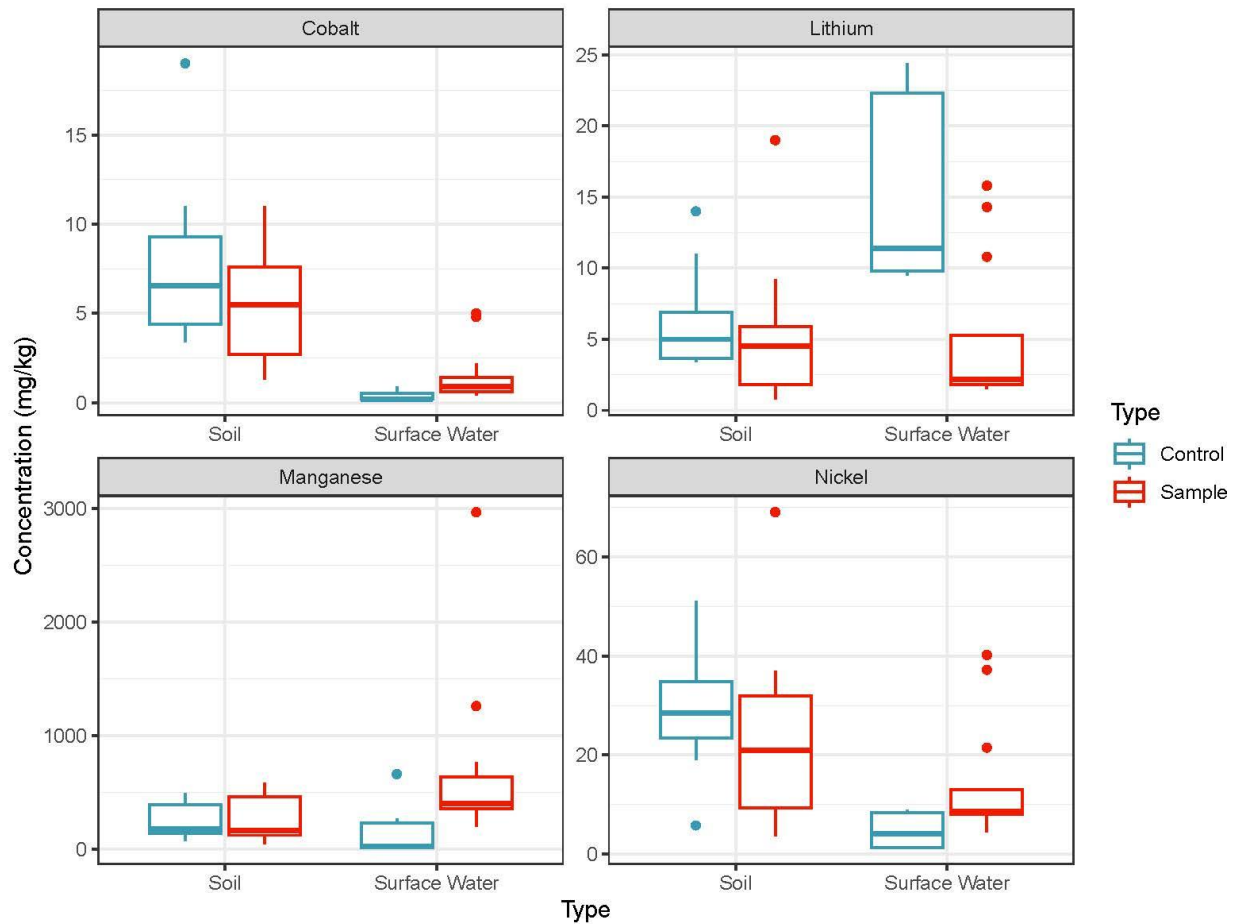 Cobalt
Lithium
15
10
5
0
25
20
15
10
5
0
Soil
Surface Water
Soil
Surface Water
Manganese
Nickel
3000
2000
1000
0
60
40
20
0
Soil
Surface Water
Soil
Surface Water
Type
Concentration (mg/kg)
Type
Control
Sample